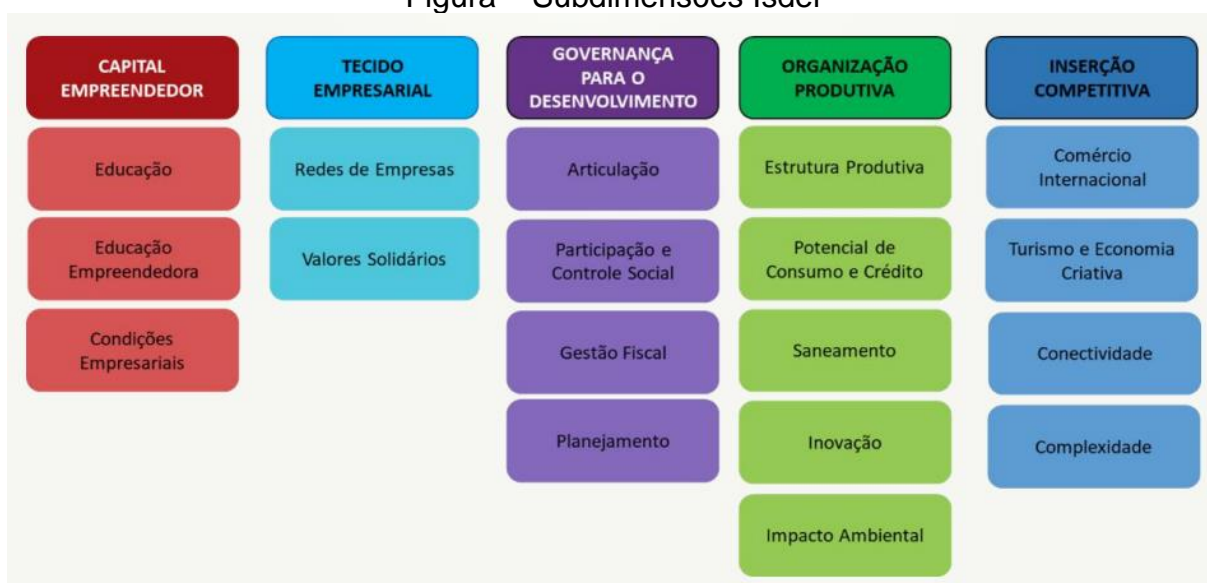 Figura – Subdimensões Isdel
CAPITAL
EMPREENDEDOR
Educação
Educação
Empreendedora
Condições
Empresariais
TECIDO
EMPRESARIAL
Redes de Empresas
Valores Solidários
GOVERNANÇA
PARA O
DESENVOLVIMENTO
Articulação
Participação e
Controle Social
Gestão Fiscal
Planejamento
ORGANIZAÇÃO
PRODUTIVA
Estrutura Produtiva
Potencial de
Consumo e Crédito
Saneamento
Inovação
Impacto Ambiental
INSERÇÃO
COMPETITIVA
Comércio
Internacional
Turismo e Economia
Criativa
Conectividade
Complexidade